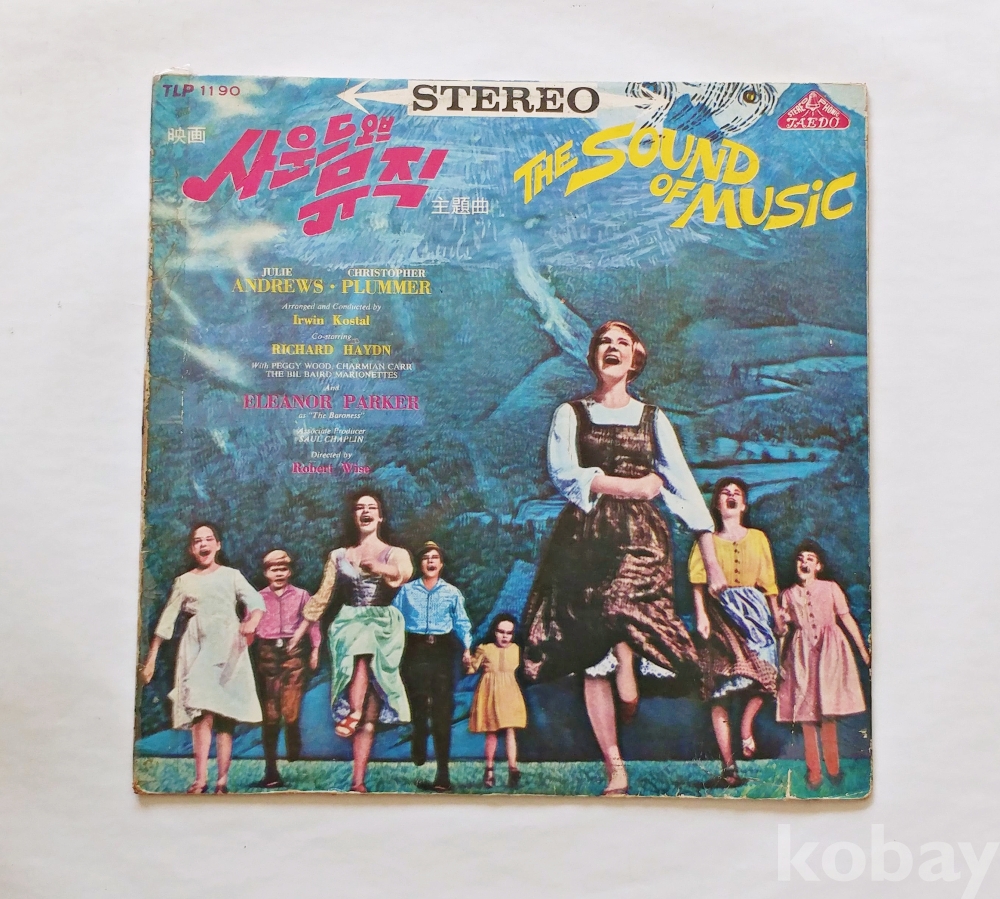 TLP 1190
STEREO
STEREO PHONIC
TAEDO
映画
사운드 오브
뮤직
主題曲
THE SOUND
OF MUSiC
JULIE CHRISTOPHER
ANDREWS · PLUMMER
Arranged and Conducted by
Irwin Kostal
Co-starring
RICHARD HAYDN
With PEGGY WOOD, CHARMIAN CARR
THE BIL BAIRD MARIONETTES
And
ELEANOR PARKER
as "The Baroness"
Associate Producer
SAUL CHAPLIN
Directed by
Robert Wise
kobay